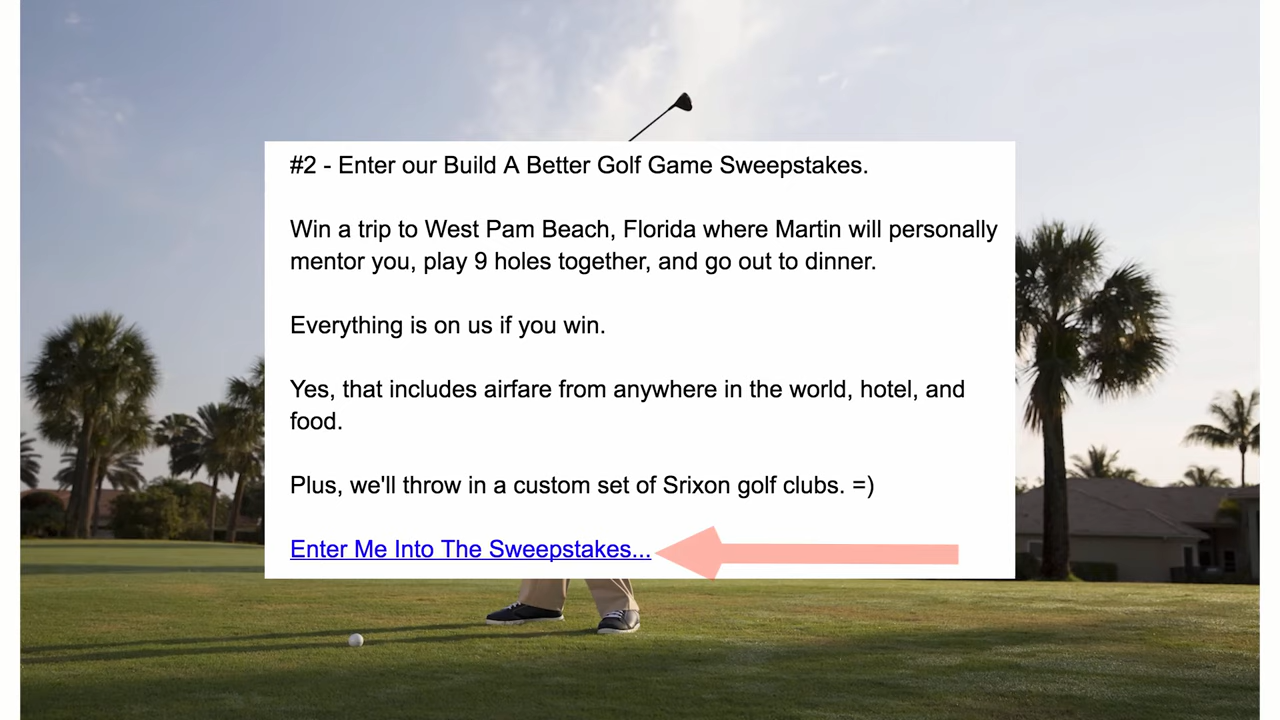 #2 - Enter our Build A Better Golf Game Sweepstakes.
Win a trip to West Pam Beach, Florida where Martin will personally
mentor you, play 9 holes together, and go out to dinner.
Everything is on us if you win.
Yes, that includes airfare from anywhere in the world, hotel, and
food.
Plus, we'll throw in a custom set of Srixon golf clubs. =)
Enter Me Into The Sweepstakes...